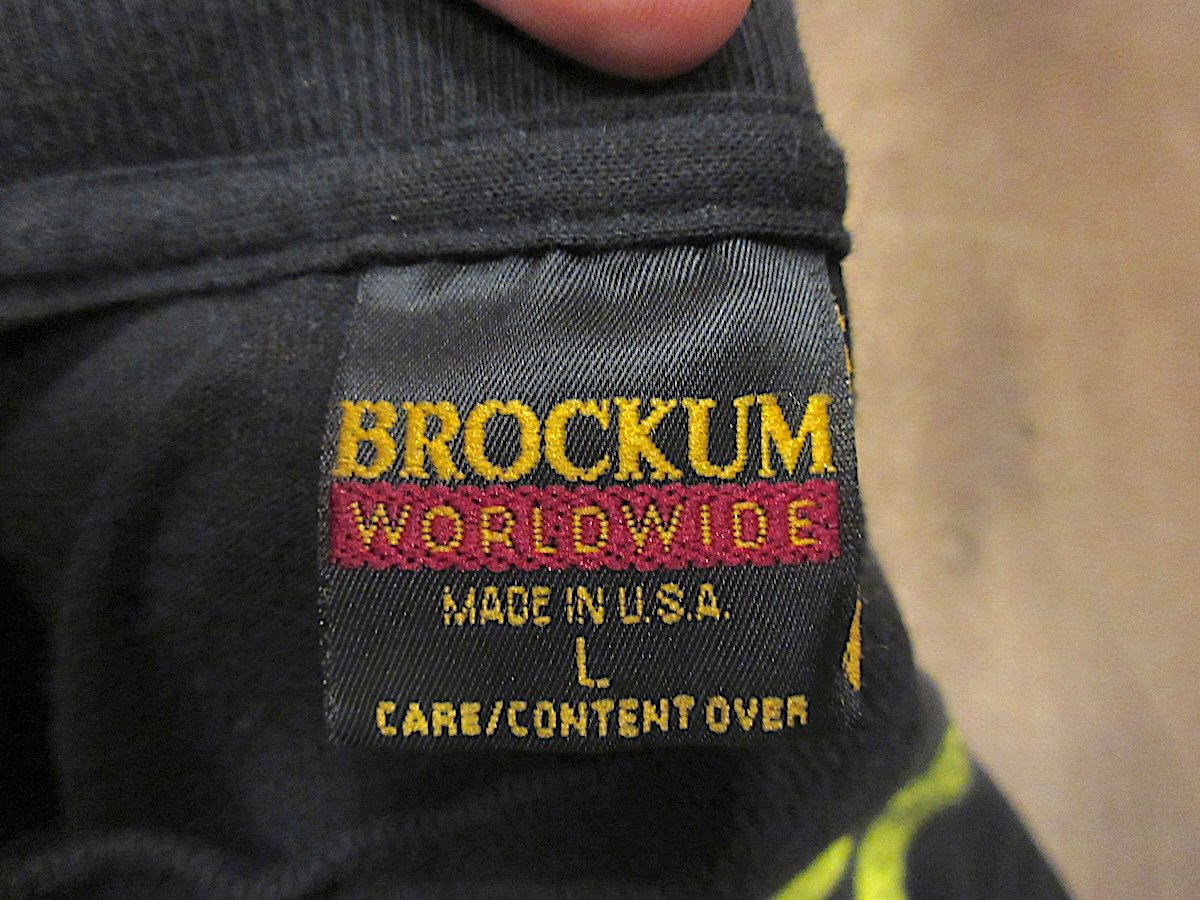 BROCKUM
WORLDWIDE
MADE IN U.S.A.
L
CARE/CONTENT OVER